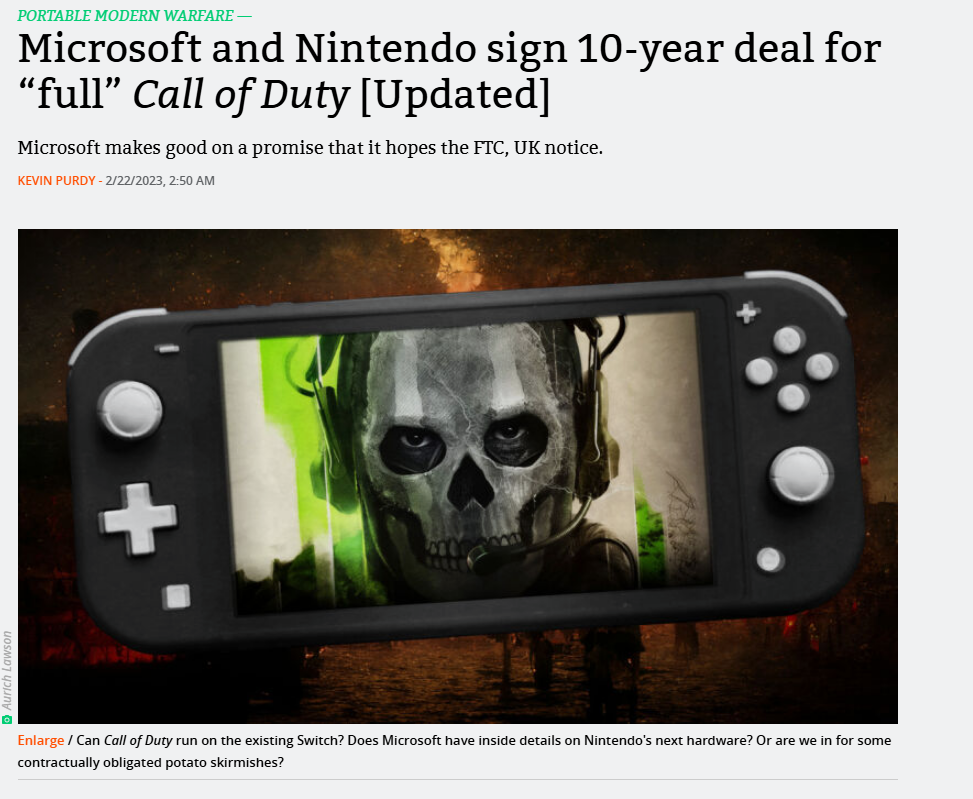 PORTABLE MODERN WARFARE —
Microsoft and Nintendo sign 10-year deal for
“full” Call of Duty [Updated]
Microsoft makes good on a promise that it hopes the FTC, UK notice.
KEVIN PURDY - 2/22/2023, 2:50 AM
Aurich Lawson
Enlarge / Can Call of Duty run on the existing Switch? Does Microsoft have inside details on Nintendo's next hardware? Or are we in for some
contractually obligated potato skirmishes?